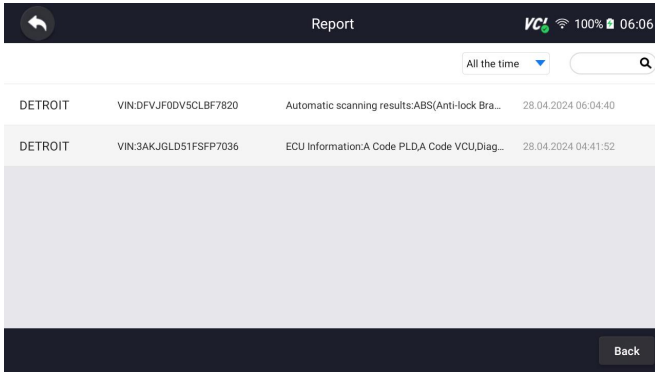 Report
VCI 100% 06:06
All the time
DETROIT VIN:DFVJF0DV5CLBF7820 Automatic scanning results:ABS(Anti-lock Bra... 28.04.2024 06:04:40
DETROIT VIN:3AKJGLD51FSFP7036 ECU Information:A Code PLD,A Code VCU,Diag... 28.04.2024 04:41:52
Back